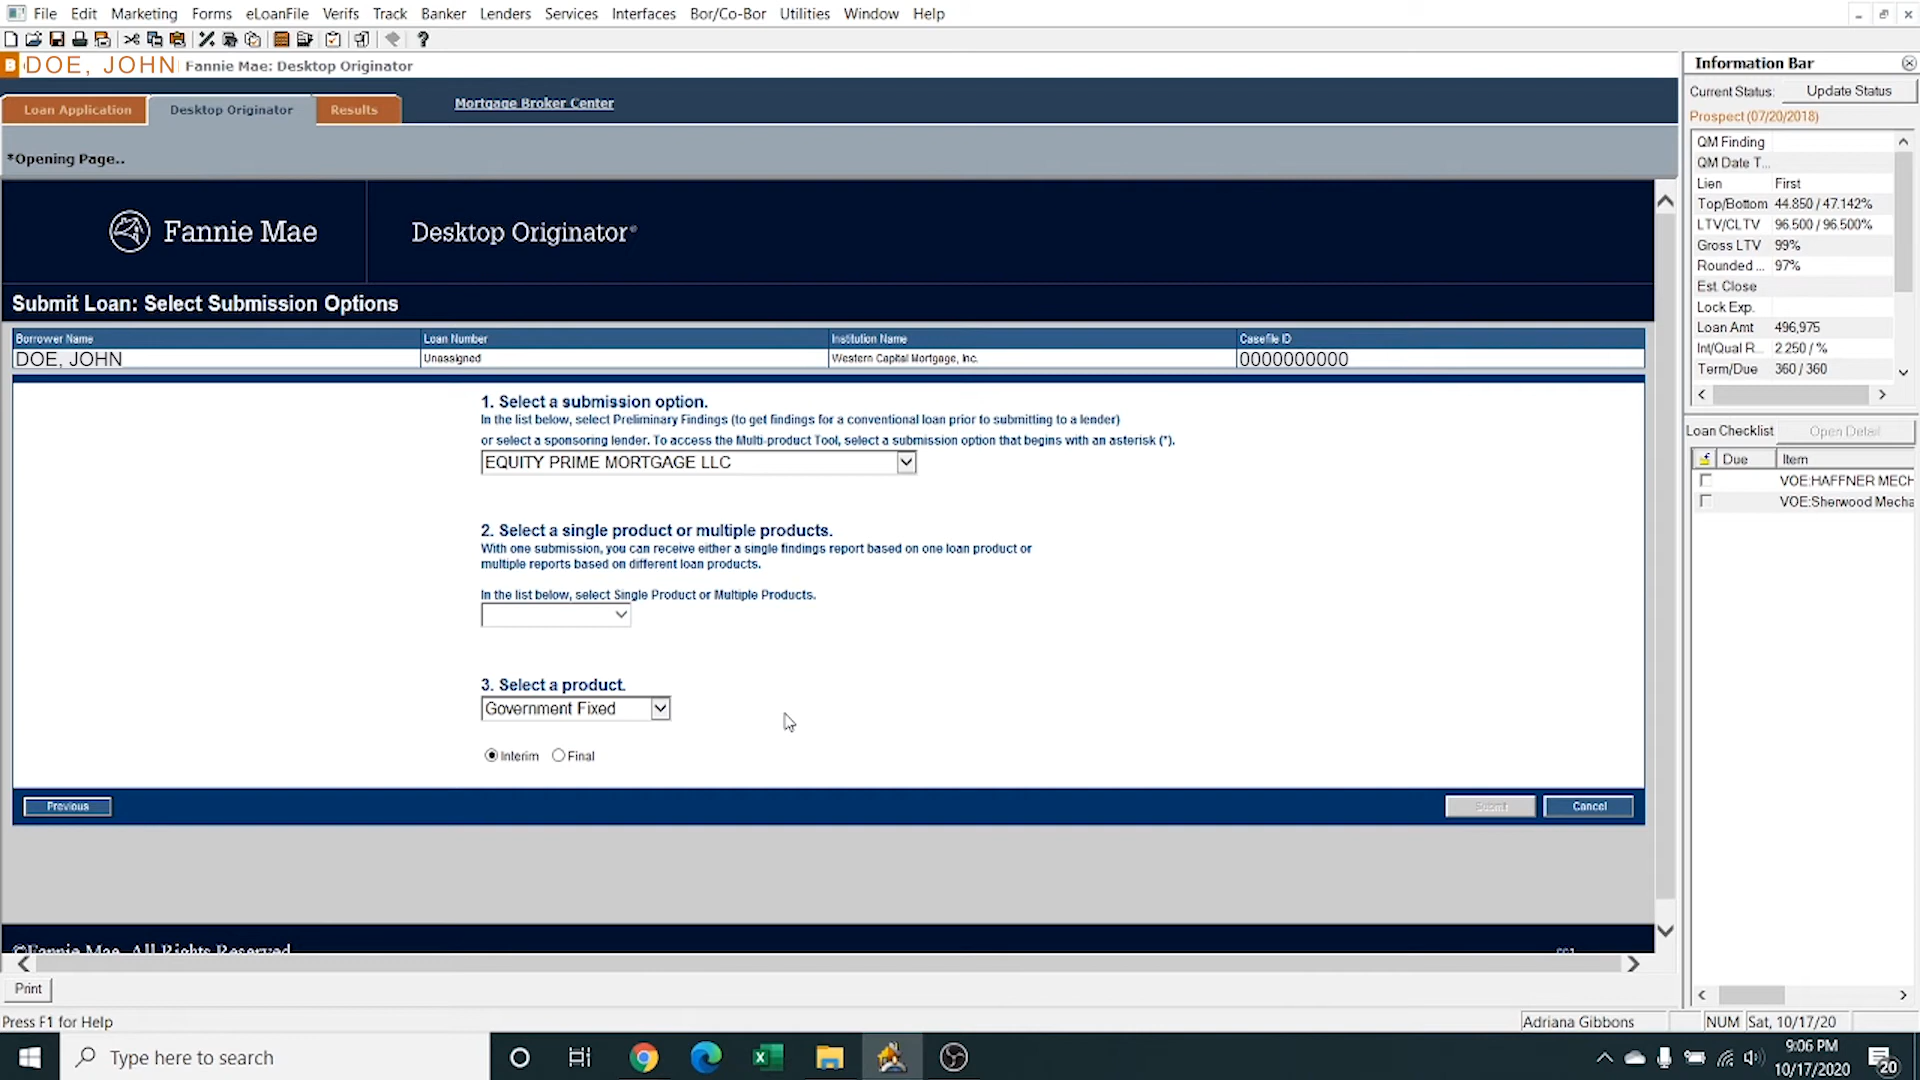 File Edit Marketing Forms eLoanFile Verifs Track Banker Lenders Services Interfaces Bor/Co-Bor Utilities Window Help
B DOE, JOHN Fannie Mae: Desktop Originator
Loan Application Desktop Originator Results Mortgage Broker Center
*Opening Page..
Fannie Mae Desktop Originator®
Submit Loan: Select Submission Options
Borrower Name Loan Number Institution Name Casefile ID
DOE, JOHN Unassigned Western Capital Mortgage, Inc. 0000000000
1. Select a submission option.
In the list below, select Preliminary Findings (to get findings for a conventional loan prior to submitting to a lender)
or select a sponsoring lender. To access the Multi-product Tool, select a submission option that begins with an asterisk (*).
EQUITY PRIME MORTGAGE LLC
2. Select a single product or multiple products.
With one submission, you can receive either a single findings report based on one loan product or
multiple reports based on different loan products.
In the list below, select Single Product or Multiple Products.
3. Select a product.
Government Fixed
Interim Final
Previous Submit Cancel
©Fannie Mae. All Rights Reserved.
Print
Press F1 for Help
Information Bar
Current Status: Update Status
Prospect (07/20/2018)
QM Finding
QM Date T...
Lien First
Top/Bottom 44.850 / 47.142%
LTV/CLTV 96.500 / 96.500%
Gross LTV 99%
Rounded ... 97%
Est. Close
Lock Exp.
Loan Amt 496,975
Int/Qual R... 2.250 / %
Term/Due 360 / 360
Loan Checklist Open Detail
Due Item
VOE:HAFFNER MECH
VOE:Sherwood Mecha
Adriana Gibbons NUM Sat, 10/17/20
Type here to search
9:06 PM
10/17/2020
20